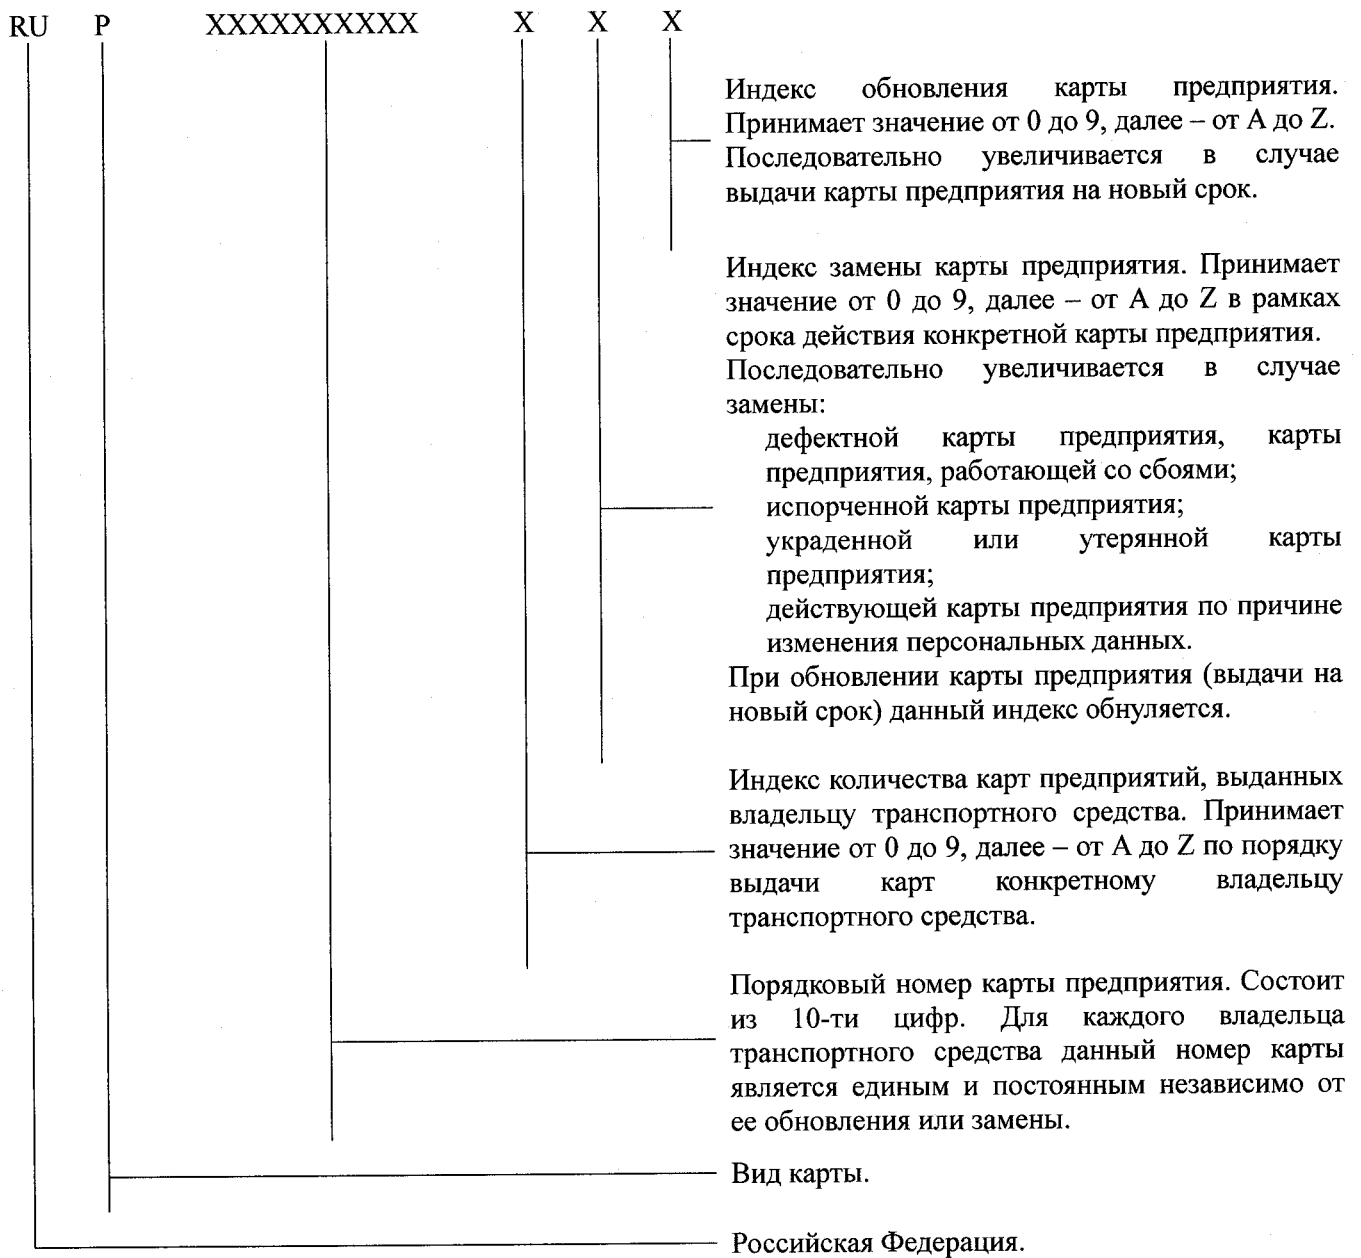 RU P XXXXXXXXXX X X X
Индекс обновления карты предприятия.
Принимает значение от 0 до 9, далее – от A до Z.
Последовательно увеличивается в случае
выдачи карты предприятия на новый срок.
Индекс замены карты предприятия. Принимает
значение от 0 до 9, далее – от A до Z в рамках
срока действия конкретной карты предприятия.
Последовательно увеличивается в случае
замены:
дефектной карты предприятия, карты
предприятия, работающей со сбоями;
испорченной карты предприятия;
украденной или утерянной карты
предприятия;
действующей карты предприятия по причине
изменения персональных данных.
При обновлении карты предприятия (выдачи на
новый срок) данный индекс обнуляется.
Индекс количества карт предприятий, выданных
владельцу транспортного средства. Принимает
значение от 0 до 9, далее – от A до Z по порядку
выдачи карт конкретному владельцу
транспортного средства.
Порядковый номер карты предприятия. Состоит
из 10-ти цифр. Для каждого владельца
транспортного средства данный номер карты
является единым и постоянным независимо от
ее обновления или замены.
Вид карты.
Российская Федерация.